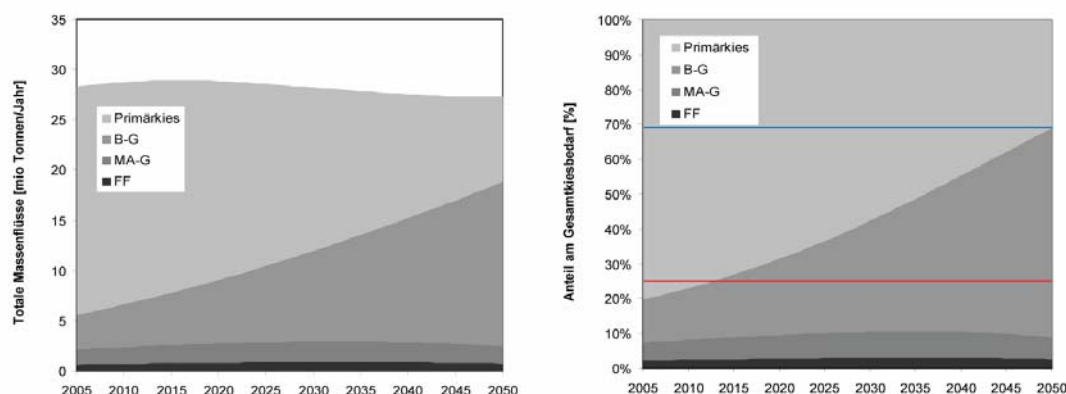 Totale Massenflüsse [mio Tonnen/Jahr]
35
30
25
20
15
10
5
0
Primärkies
B-G
MA-G
FF
2005 2010 2015 2020 2025 2030 2035 2040 2045 2050
Anteil am Gesamtkiesbedarf [%]
100%
90%
80%
70%
60%
50%
40%
30%
20%
10%
0%
Primärkies
B-G
MA-G
FF
2005 2010 2015 2020 2025 2030 2035 2040 2045 2050